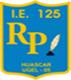 I.E. 125
RP
HUASCAR
UGEL-05